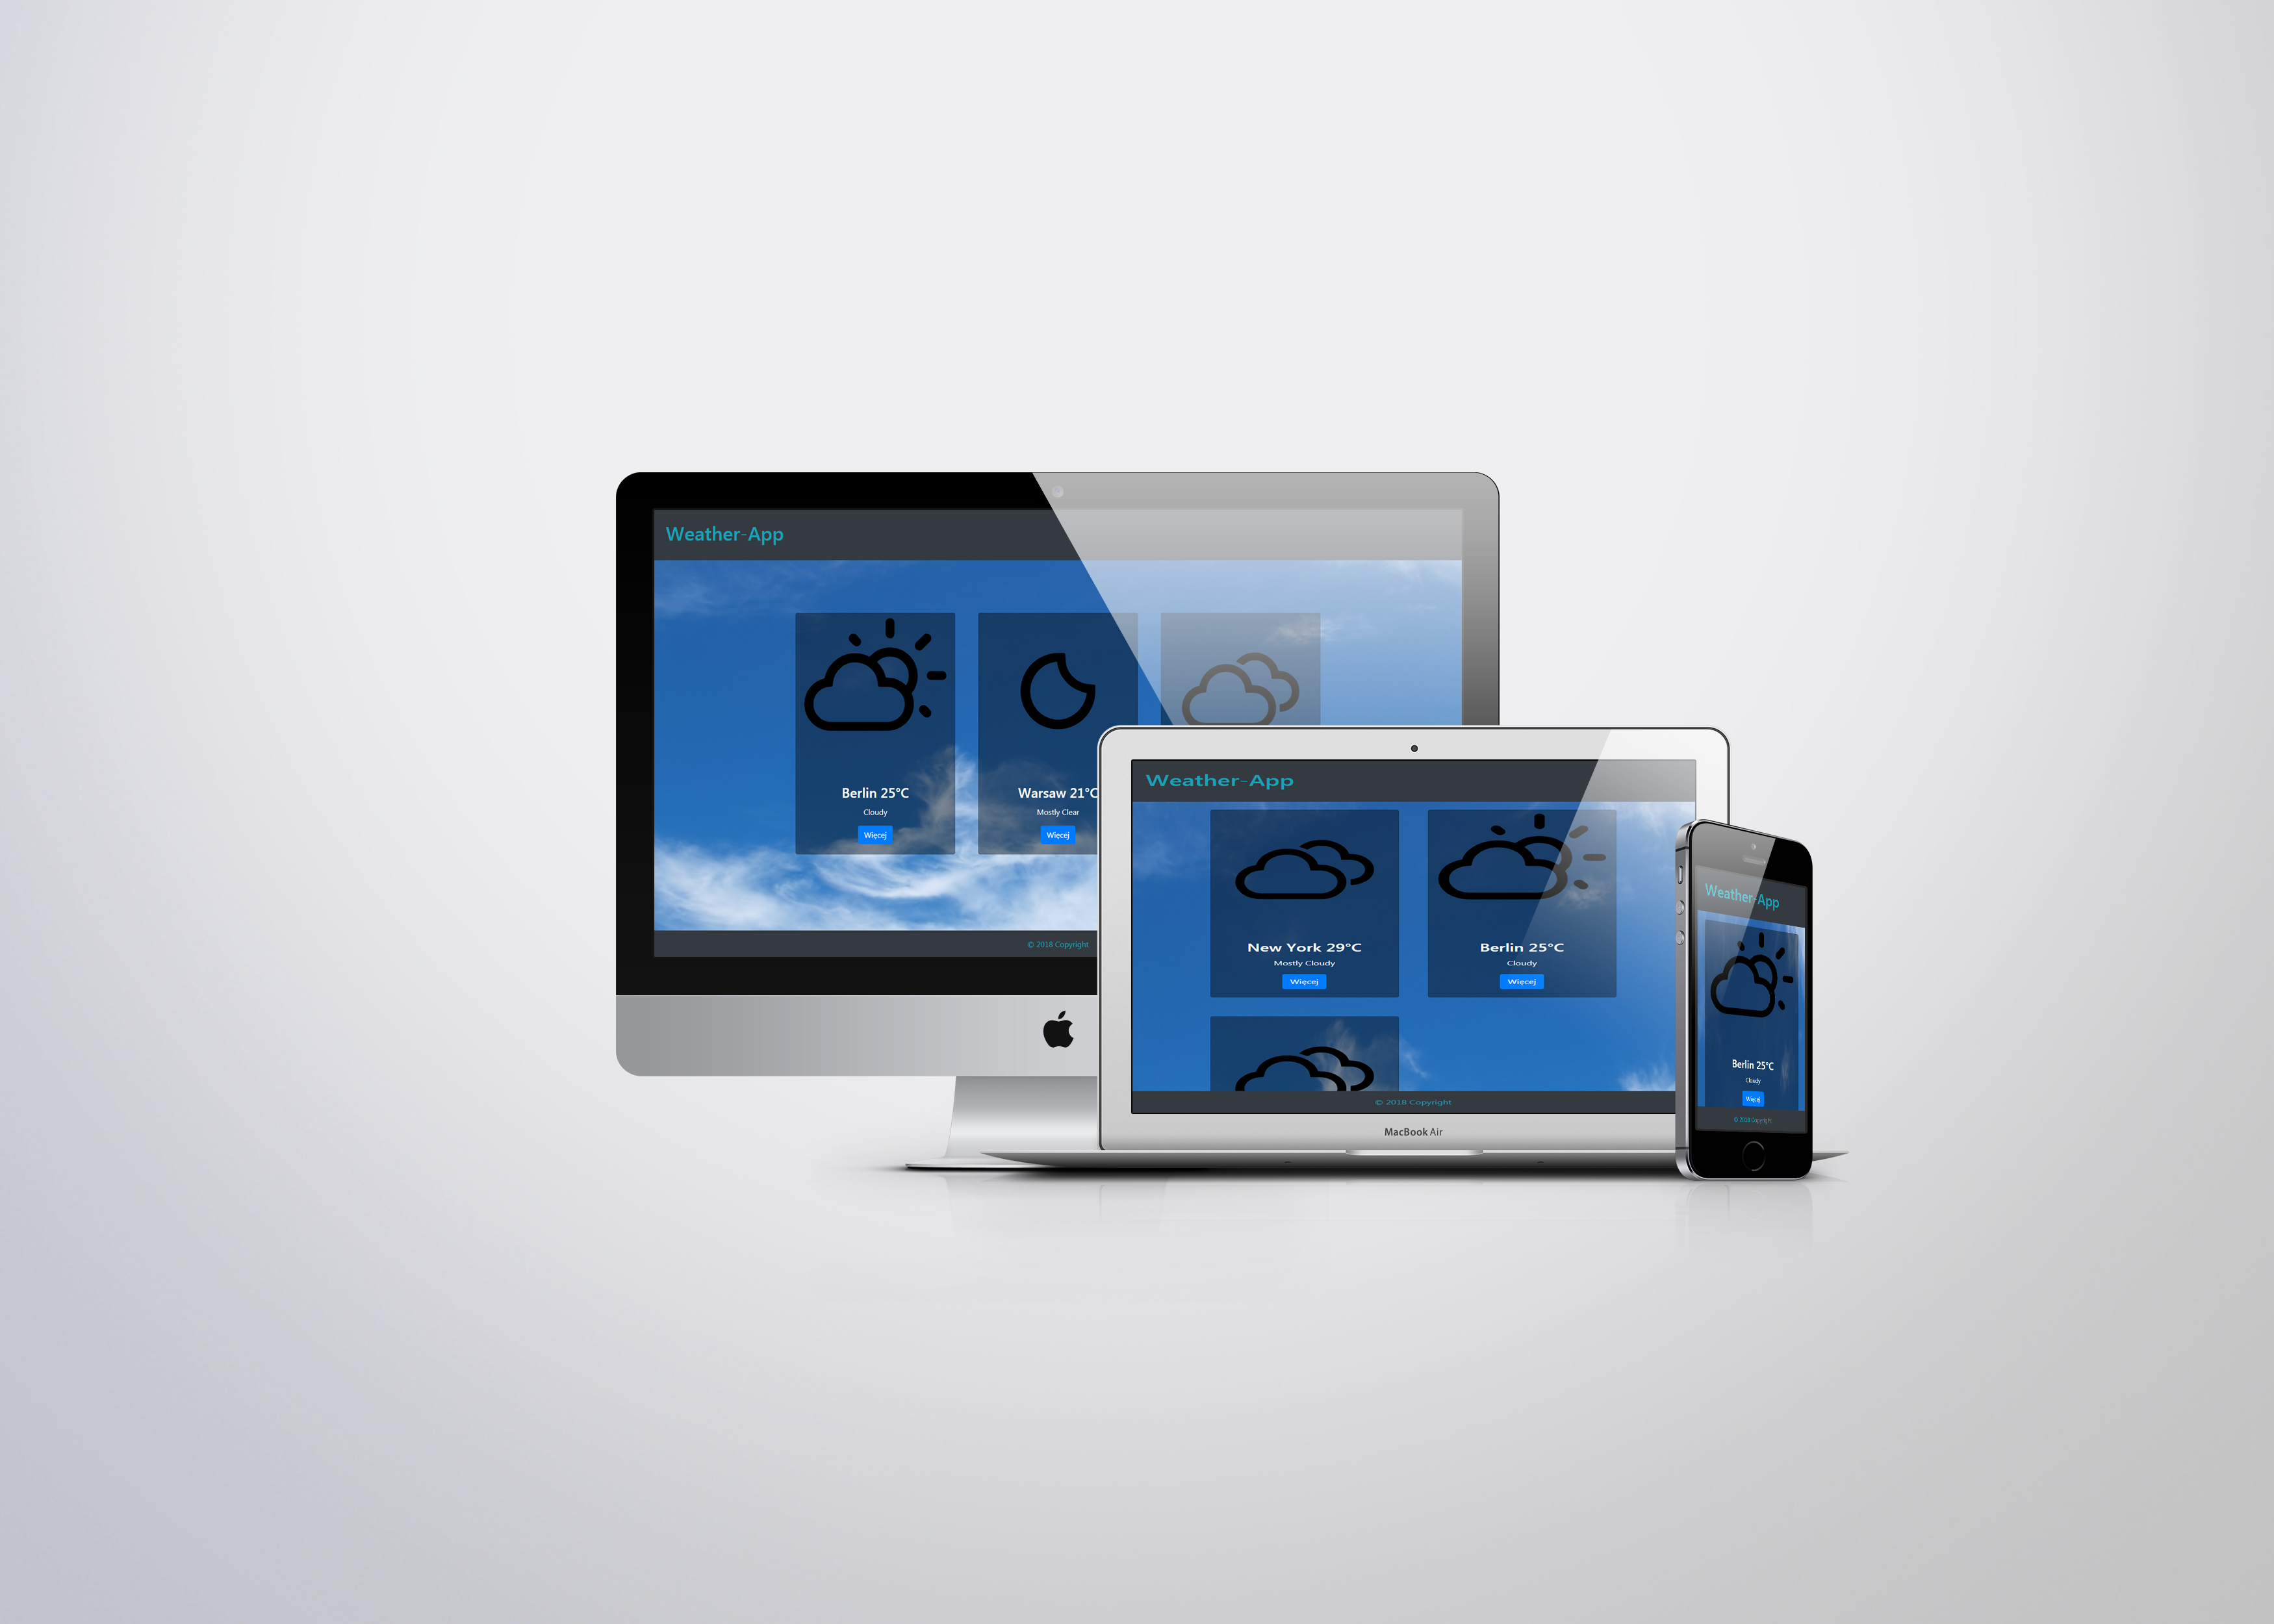 Weather-App
Berlin 25°C
Cloudy
Więcej
Warsaw 21°C
Mostly Clear
Więcej
© 2018 Copyright
Weather-App
New York 29°C
Mostly Cloudy
Więcej
Berlin 25°C
Cloudy
Więcej
© 2018 Copyright
MacBook Air
Weather-App
Berlin 25°C
Cloudy
Więcej
© 2018 Copyright